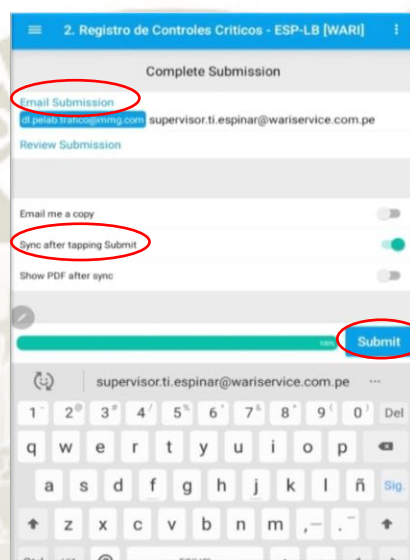 2. Registro de Controles Criticos - ESP-LB [WARI]
Complete Submission
Email Submission
dl.pelab.trafico@mmg.com supervisor.ti.espinar@wariservice.com.pe
Review Submission
Email me a copy
Sync after tapping Submit
Show PDF after sync
100%
Submit
supervisor.ti.espinar@wariservice.com.pe ...
1 2 3 4 5 6 7 8 9 0 Del
q w e r t y u i o p
a s d f g h j k l ñ Sig.
z x c v b n m , .